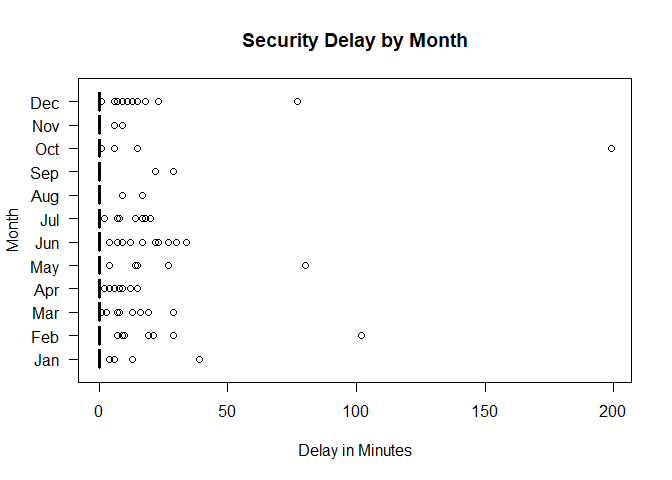 Security Delay by Month
Month
Dec
Nov
Oct
Sep
Aug
Jul
Jun
May
Apr
Mar
Feb
Jan
0 50 100 150 200
Delay in Minutes